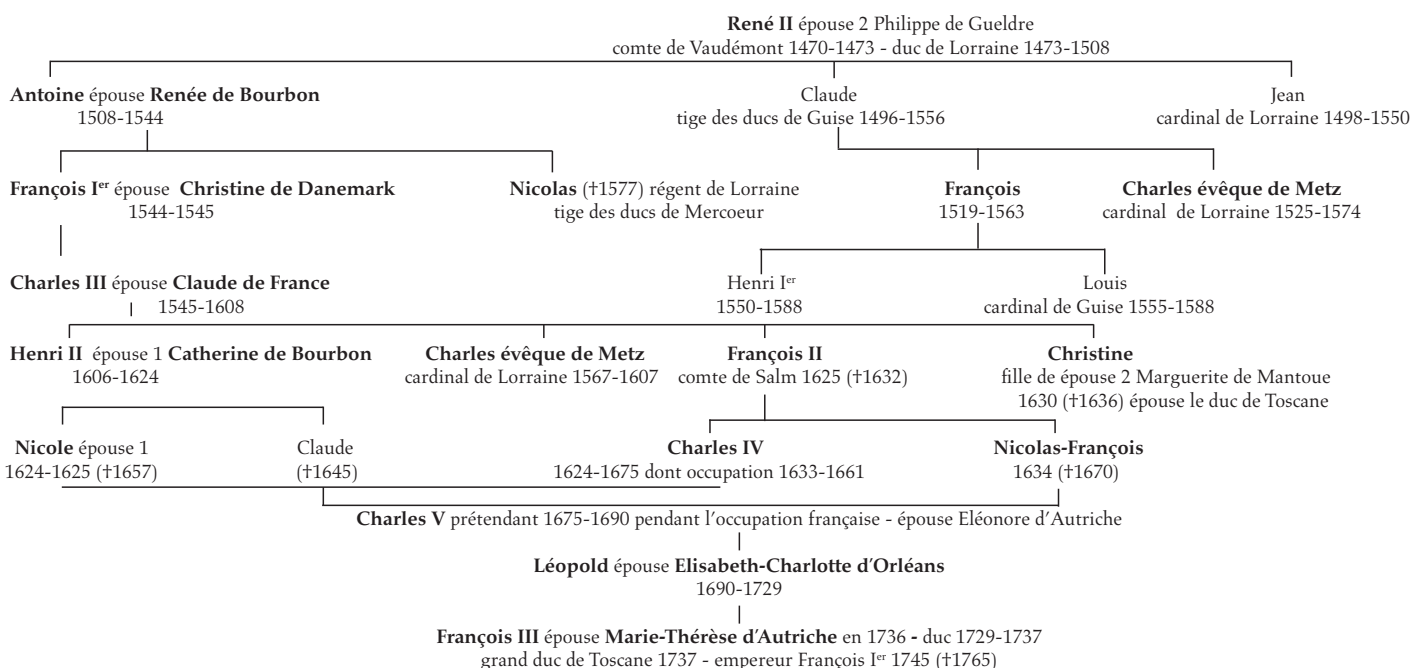 René II épouse 2 Philippe de Gueldre
comte de Vaudémont 1470-1473 - duc de Lorraine 1473-1508
Antoine épouse Renée de Bourbon
1508-1544
Claude
tige des ducs de Guise 1496-1556
Jean
cardinal de Lorraine 1498-1550
François Ier épouse Christine de Danemark
1544-1545
Nicolas (†1577) régent de Lorraine
tige des ducs de Mercoeur
François
1519-1563
Charles évêque de Metz
cardinal de Lorraine 1525-1574
Charles III épouse Claude de France
1545-1608
Henri Ier
1550-1588
Louis
cardinal de Guise 1555-1588
Henri II épouse 1 Catherine de Bourbon
1606-1624
Charles évêque de Metz
cardinal de Lorraine 1567-1607
François II
comte de Salm 1625 (†1632)
Christine
fille de épouse 2 Marguerite de Mantoue
1630 (†1636) épouse le duc de Toscane
Nicole épouse 1
1624-1625 (†1657)
Claude
(†1645)
Charles IV
1624-1675 dont occupation 1633-1661
Nicolas-François
1634 (†1670)
Charles V prétendant 1675-1690 pendant l'occupation française - épouse Eléonore d'Autriche
Léopold épouse Elisabeth-Charlotte d'Orléans
1690-1729
François III épouse Marie-Thérèse d'Autriche en 1736 - duc 1729-1737
grand duc de Toscane 1737 - empereur François Ier 1745 (†1765)